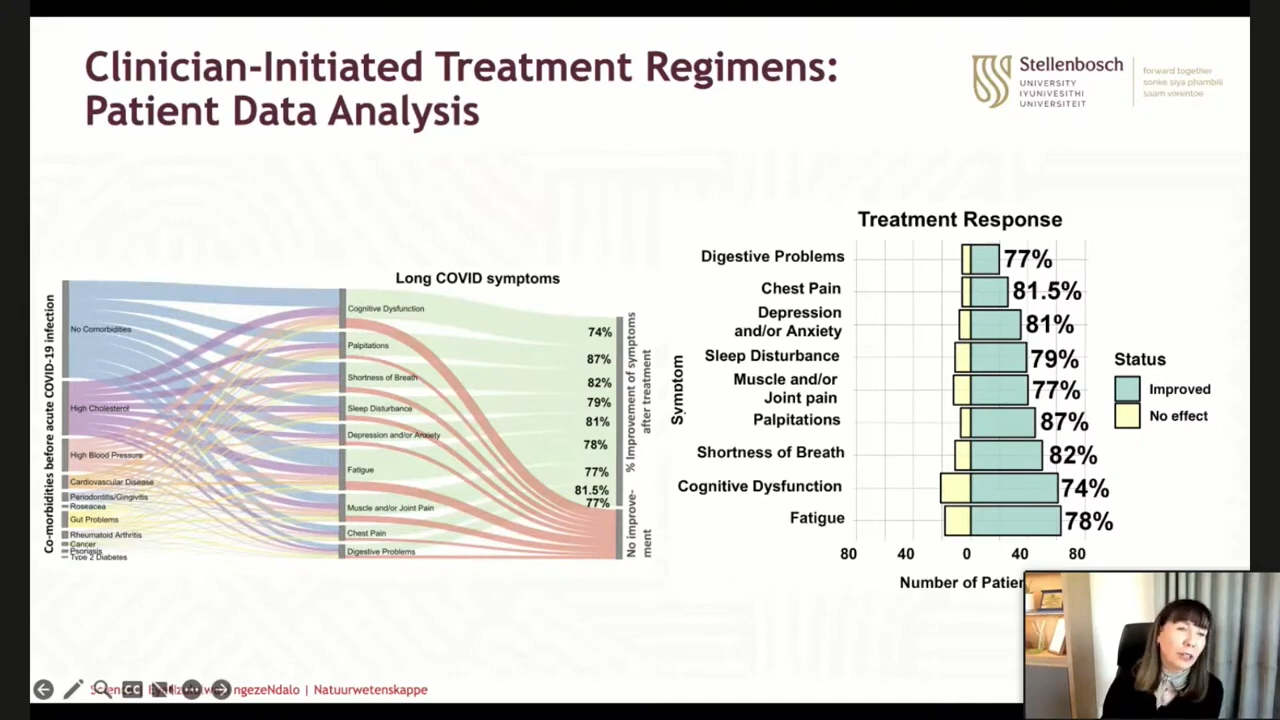 Clinician-Initiated Treatment Regimens:
Patient Data Analysis
Stellenbosch
UNIVERSITY
IYUNIVESITHI
UNIVERSITEIT
forward together
sonke siya phambili
saam vorentoe
Long COVID symptoms
Co-morbidities before acute COVID-19 infection
No Comorbidities
High Cholesterol
High Blood Pressure
Cardiovascular Disease
Periodontitis/Gingivitis
Roseacea
Gut Problems
Rheumatoid Arthritis
Cancer
Psoriasis
Type 2 Diabetes
Cognitive Dysfunction
Palpitations
Shortness of Breath
Sleep Disturbance
Depression and/or Anxiety
Fatigue
Muscle and/or Joint Pain
Chest Pain
Digestive Problems
74%
87%
82%
79%
81%
78%
77%
81.5%
77%
% Improvement of symptoms
after treatment
No improve-
ment
Treatment Response
Symptom
Digestive Problems
77%
Chest Pain
81.5%
Depression
and/or Anxiety
81%
Sleep Disturbance
79%
Muscle and/or
Joint pain
77%
Palpitations
87%
Shortness of Breath
82%
Cognitive Dysfunction
74%
Fatigue
78%
80 40 0 40 80
Number of
Status
Improved
No effect
ngezeNdalo | Natuurwetenskappe